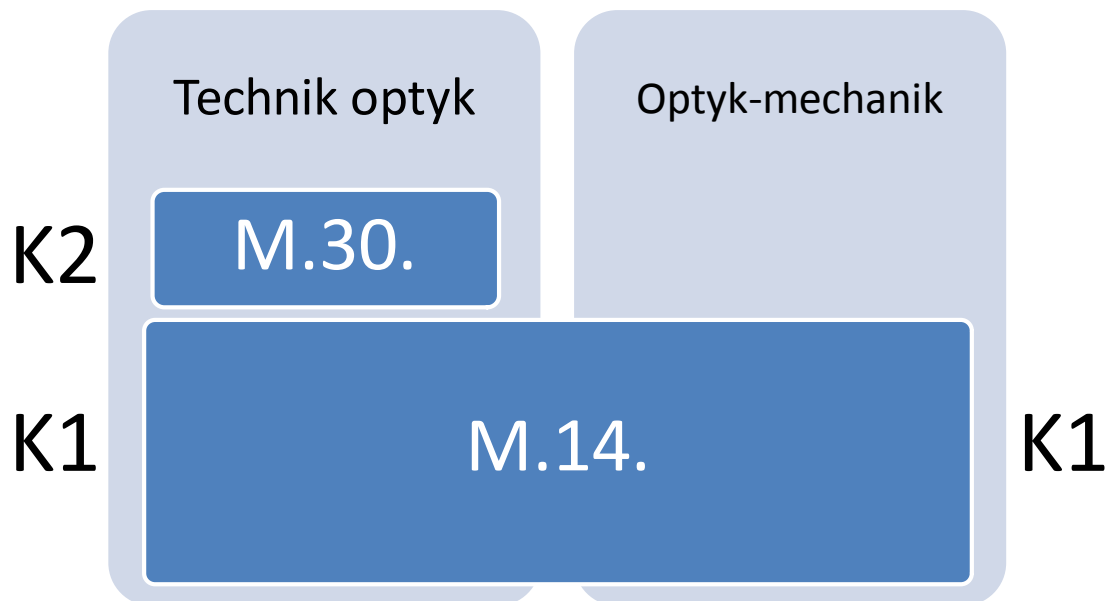 Technik optyk
Optyk-mechanik
K2
M.30.
K1
M.14.
K1